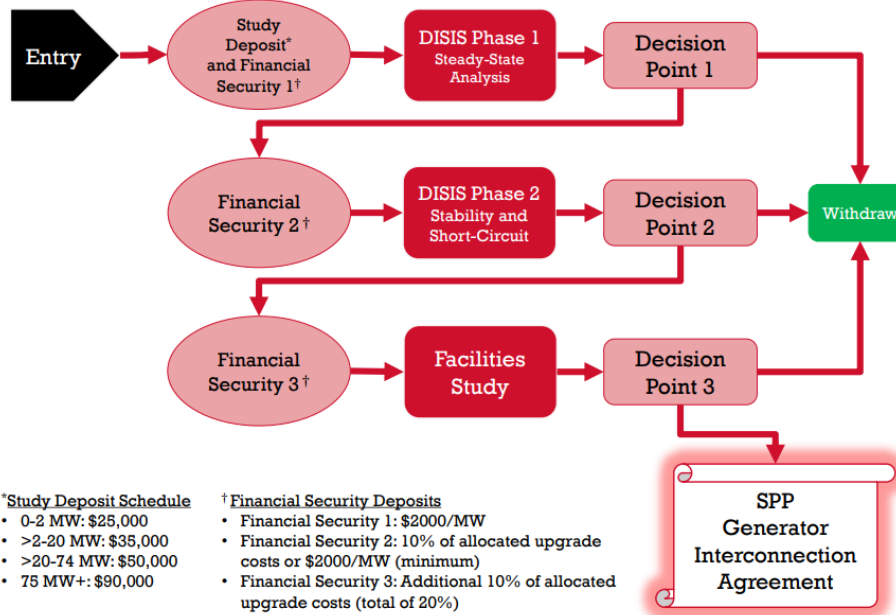 Entry
Study
Deposit*
and Financial
Security 1†
DISIS Phase 1
Steady-State
Analysis
Decision
Point 1
Financial
Security 2†
DISIS Phase 2
Stability and
Short-Circuit
Decision
Point 2
Withdraw
Financial
Security 3†
Facilities
Study
Decision
Point 3
SPP
Generator
Interconnection
Agreement
*Study Deposit Schedule
• 0-2 MW: $25,000
• >2-20 MW: $35,000
• >20-74 MW: $50,000
• 75 MW+: $90,000
†Financial Security Deposits
• Financial Security 1: $2000/MW
• Financial Security 2: 10% of allocated upgrade
costs or $2000/MW (minimum)
• Financial Security 3: Additional 10% of allocated
upgrade costs (total of 20%)